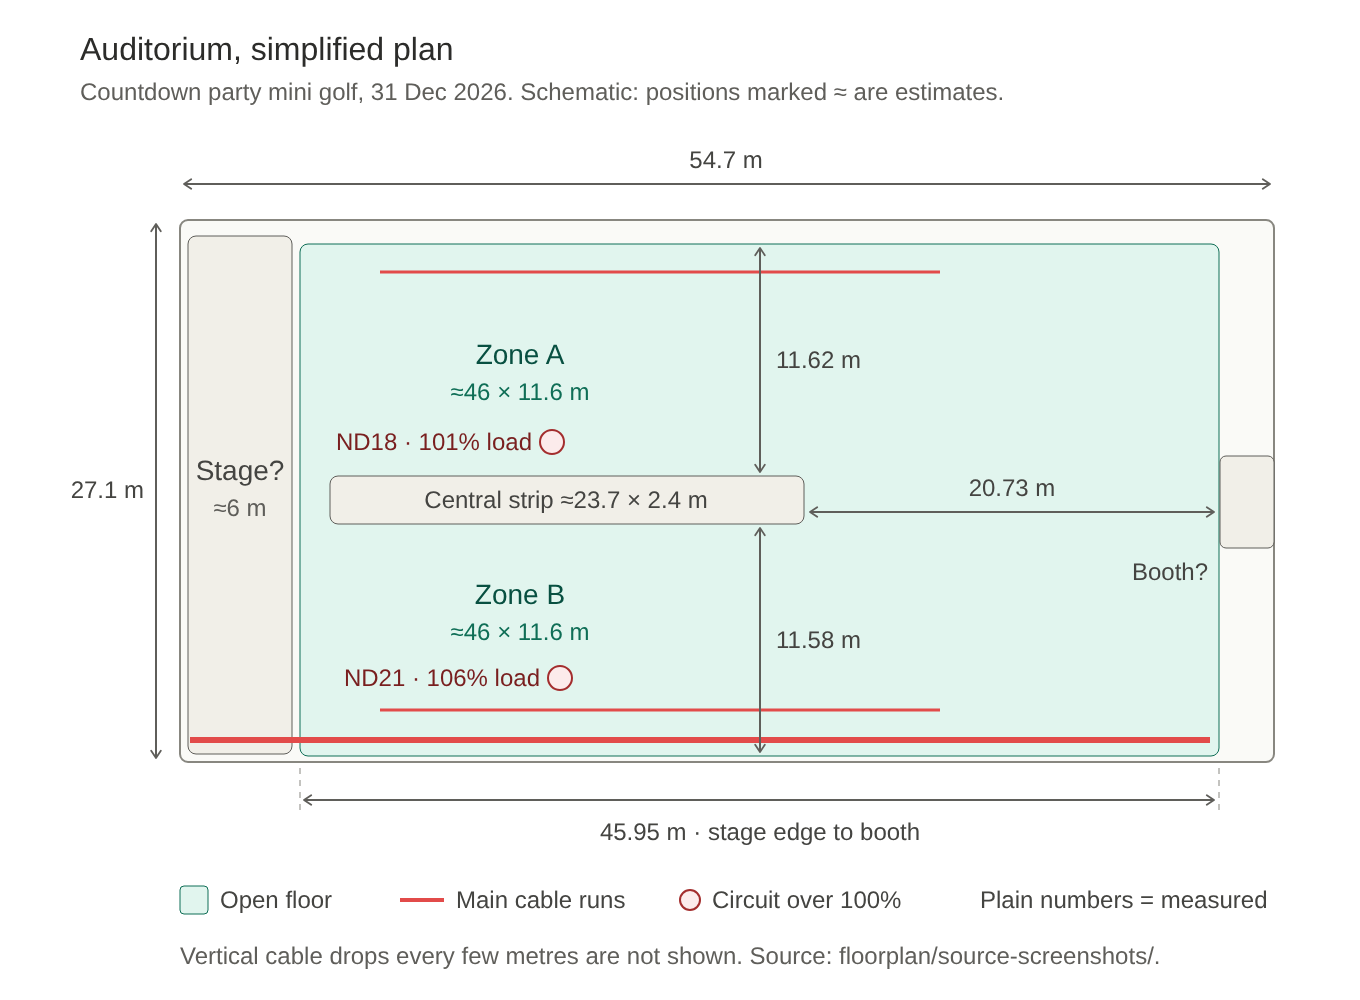 Auditorium, simplified plan
Countdown party mini golf, 31 Dec 2026. Schematic: positions marked ≈ are estimates.
54.7 m
Zone A
11.62 m
≈46 × 11.6 m
ND18 · 101% load
Stage?
27.1 m
≈6 m
Central strip ≈23.7 × 2.4 m
20.73 m
Booth?
Zone B
≈46 × 11.6 m
11.58 m
ND21 · 106% load
45.95 m · stage edge to booth
Open floor
Main cable runs
Circuit over 100%
Plain numbers = measured
Vertical cable drops every few metres are not shown. Source: floorplan/source-screenshots/.